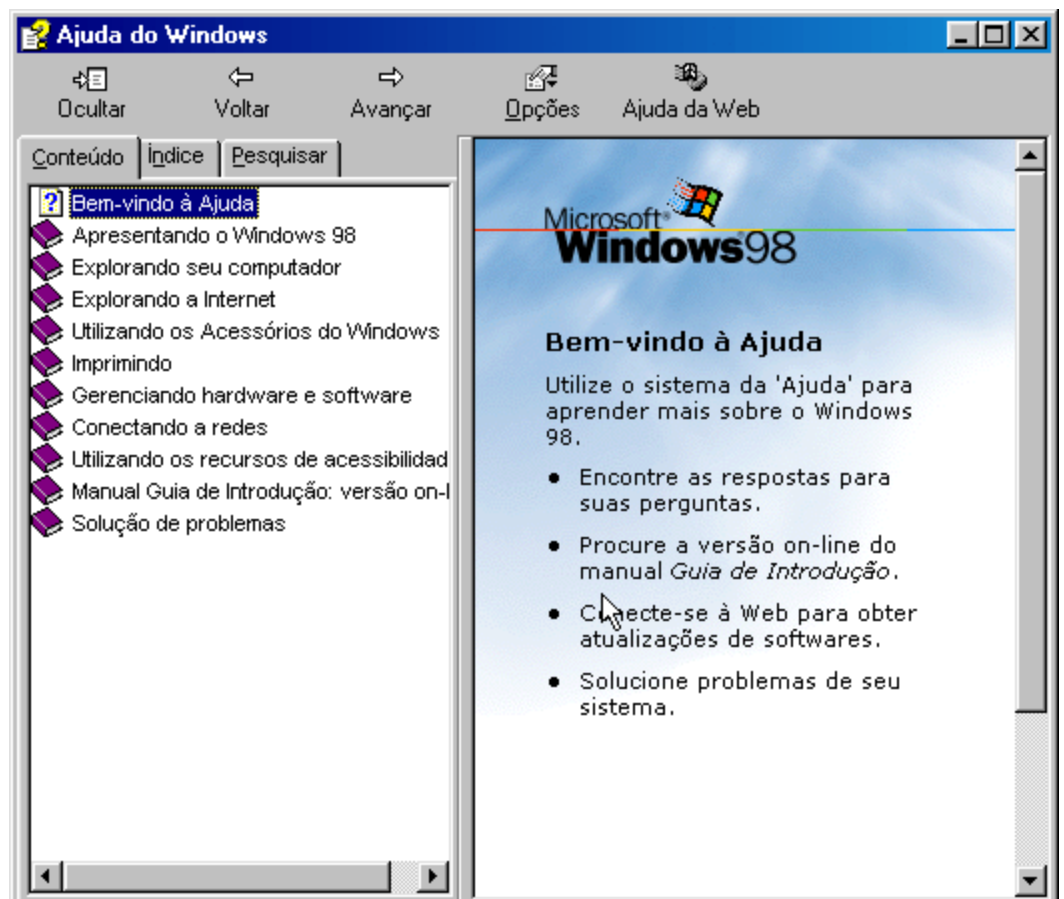 Ajuda do Windows
Ocultar Voltar Avançar Opções Ajuda da Web
Conteúdo Índice Pesquisar
Bem-vindo à Ajuda
Apresentando o Windows 98
Explorando seu computador
Explorando a Internet
Utilizando os Acessórios do Windows
Imprimindo
Gerenciando hardware e software
Conectando a redes
Utilizando os recursos de acessibilidad
Manual Guia de Introdução: versão on-l
Solução de problemas
Microsoft
Windows 98
Bem-vindo à Ajuda
Utilize o sistema da 'Ajuda' para
aprender mais sobre o Windows
98.
• Encontre as respostas para
suas perguntas.
• Procure a versão on-line do
manual Guia de Introdução.
• Conecte-se à Web para obter
atualizações de softwares.
• Solucione problemas de seu
sistema.